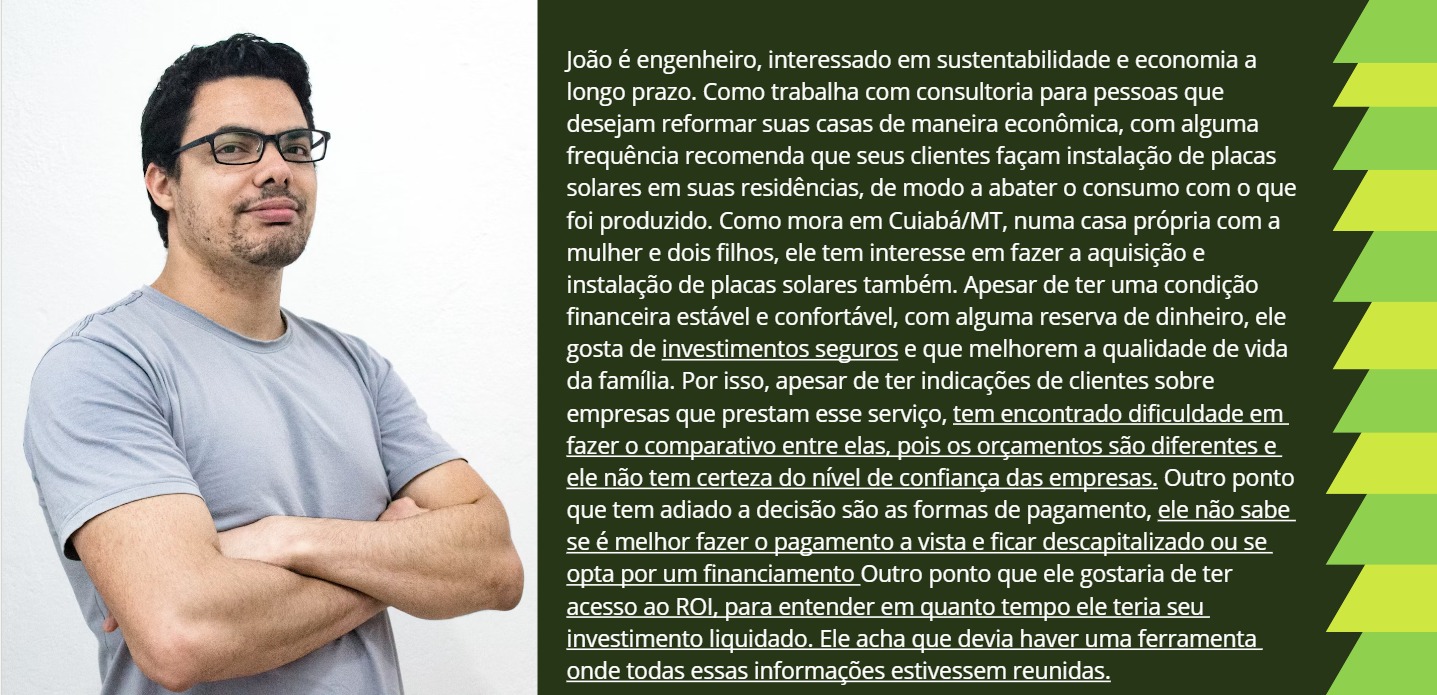 João é engenheiro, interessado em sustentabilidade e economia a
longo prazo. Como trabalha com consultoria para pessoas que
desejam reformar suas casas de maneira econômica, com alguma
frequência recomenda que seus clientes façam instalação de placas
solares em suas residências, de modo a abater o consumo com o que
foi produzido. Como mora em Cuiabá/MT, numa casa própria com a
mulher e dois filhos, ele tem interesse em fazer a aquisição e
instalação de placas solares também. Apesar de ter uma condição
financeira estável e confortável, com alguma reserva de dinheiro, ele
gosta de investimentos seguros e que melhorem a qualidade de vida
da família. Por isso, apesar de ter indicações de clientes sobre
empresas que prestam esse serviço, tem encontrado dificuldade em
fazer o comparativo entre elas, pois os orçamentos são diferentes e
ele não tem certeza do nível de confiança das empresas. Outro ponto
que tem adiado a decisão são as formas de pagamento, ele não sabe
se é melhor fazer o pagamento a vista e ficar descapitalizado ou se
opta por um financiamento Outro ponto que ele gostaria de ter
acesso ao ROI, para entender em quanto tempo ele teria seu
investimento liquidado. Ele acha que devia haver uma ferramenta
onde todas essas informações estivessem reunidas.